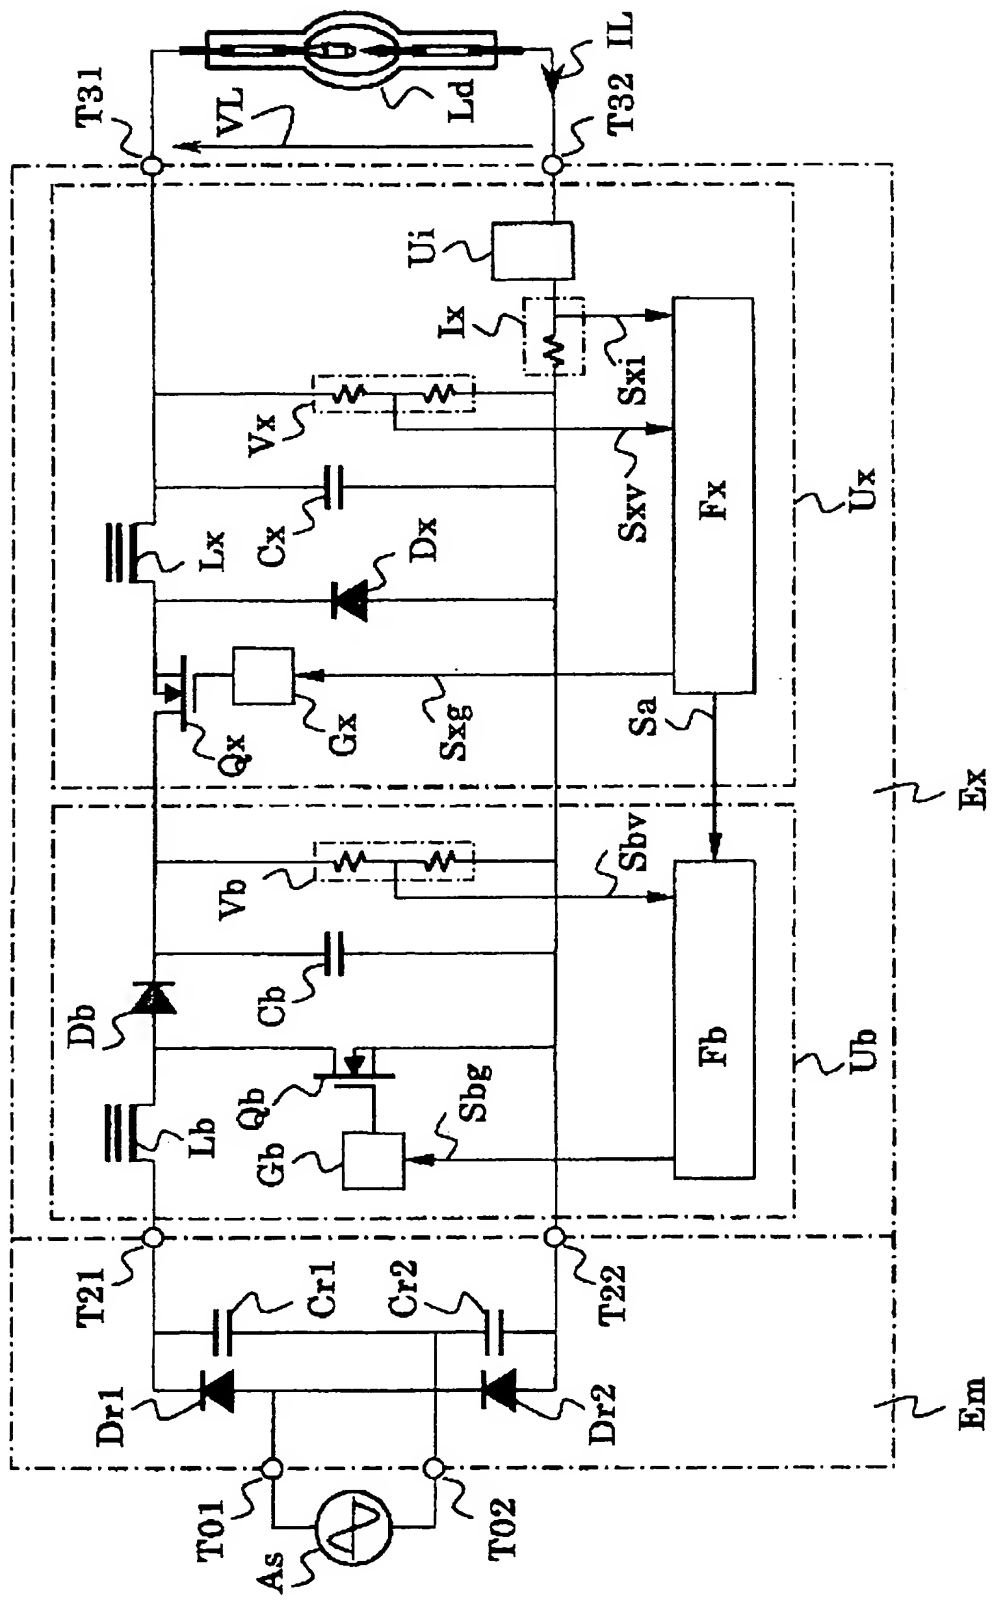 As
T01
T02
Dr1
Dr2
Cr1
Cr2
T21
T22
Em
Lb
Gb
Qb
Sbg
Db
Cb
Vb
Sbv
Fb
Ub
Qx
Gx
Sxg
Sa
Lx
Dx
Cx
Vx
Sxv
Sxi
Ix
Ui
Fx
Ux
Ex
T31
T32
VL
Ld
IL